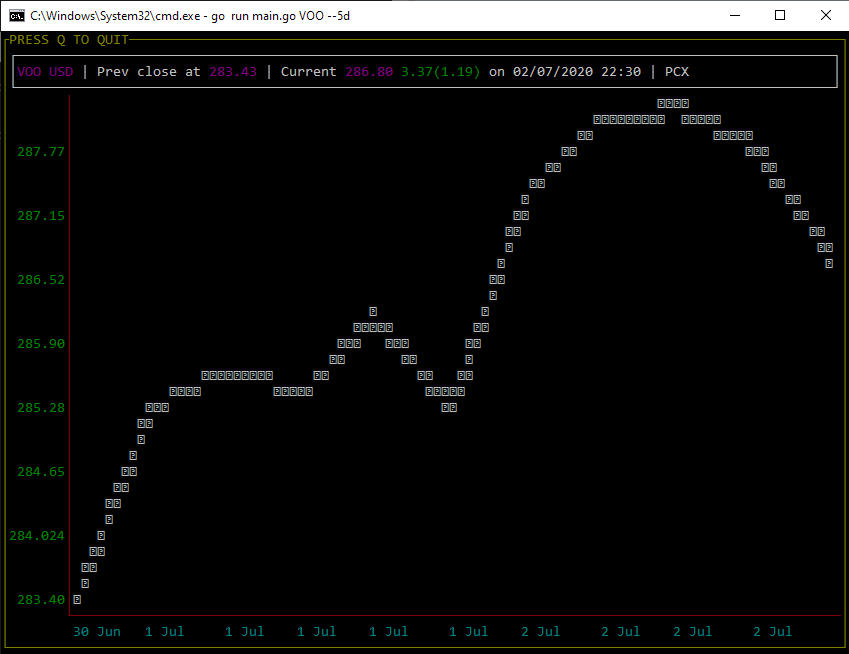 C:\Windows\System32\cmd.exe - go run main.go VOO --5d
PRESS Q TO QUIT
VOO USD | Prev close at 283.43 | Current 286.80 3.37(1.19) on 02/07/2020 22:30 | PCX
287.77
287.15
286.52
285.90
285.28
284.65
284.024
283.40
30 Jun 1 Jul 1 Jul 1 Jul 1 Jul 1 Jul 2 Jul 2 Jul 2 Jul 2 Jul